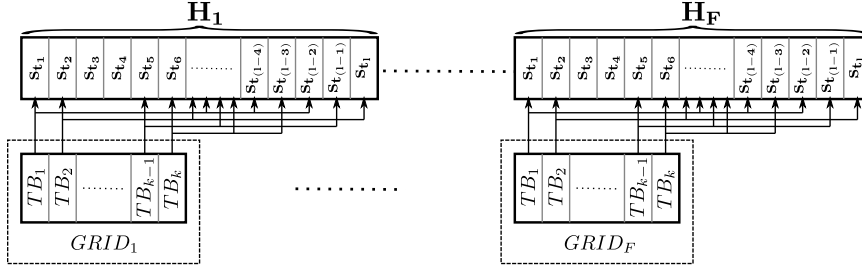 H1 HF
st1 st2 st3 st4 st5 st6 ......... st(l-4) st(l-3) st(l-2) st(l-1) stl ............ st1 st2 st3 st4 st5 st6 ......... st(l-4) st(l-3) st(l-2) st(l-1) stl
TB1 TB2 ........ TBk−1 TBk ............ TB1 TB2 ........ TBk−1 TBk
GRID1 GRIDF